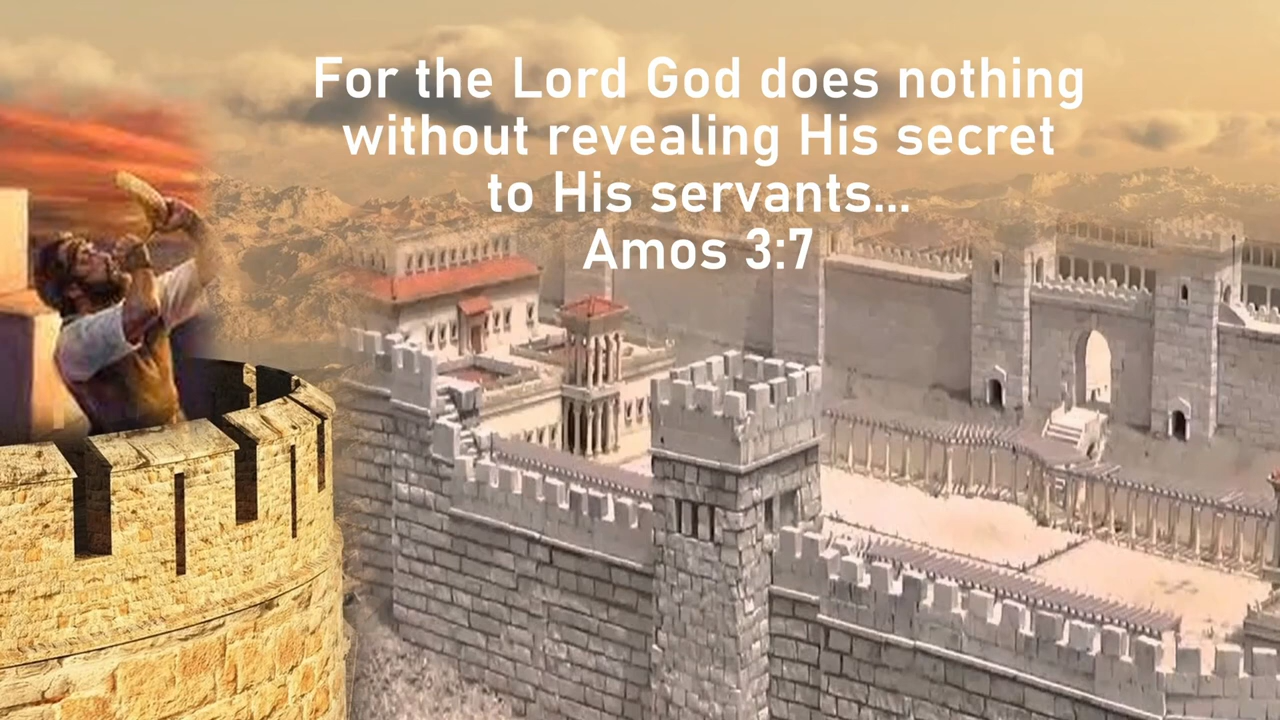 For the Lord God does nothing
without revealing His secret
to His servants...
Amos 3:7